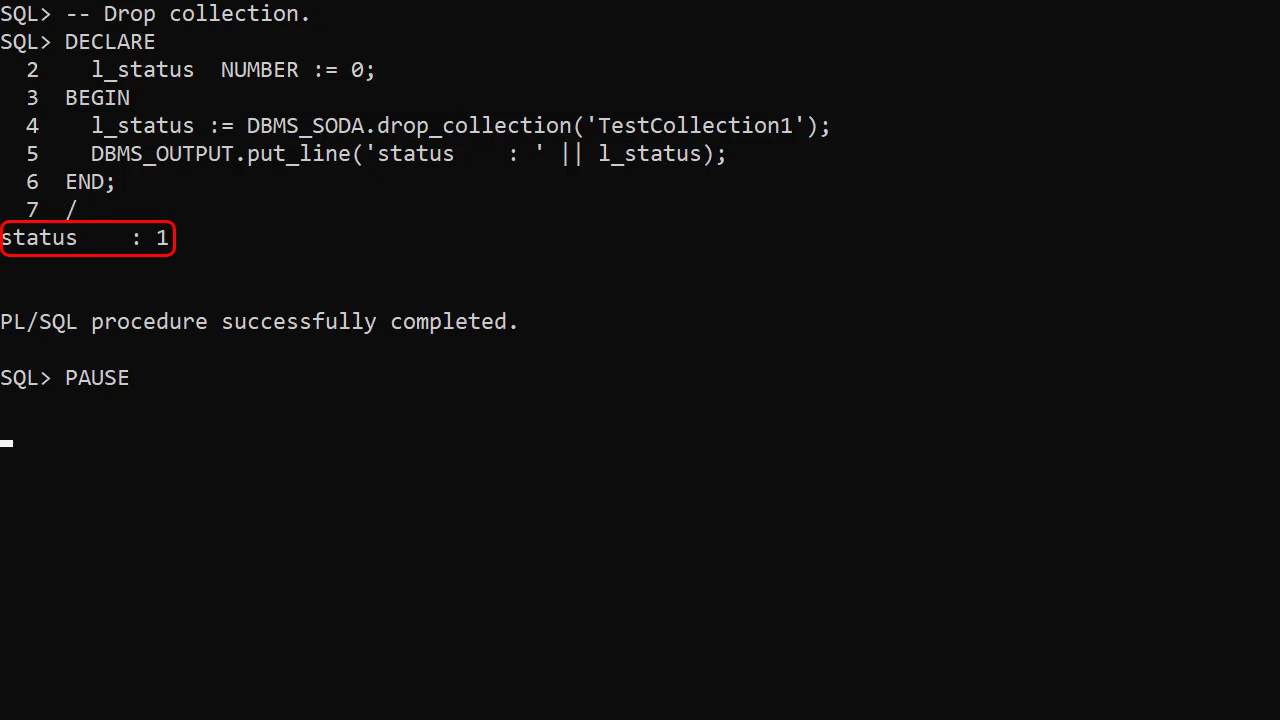 SQL> -- Drop collection.
SQL> DECLARE
  2    l_status  NUMBER := 0;
  3  BEGIN
  4    l_status := DBMS_SODA.drop_collection('TestCollection1');
  5    DBMS_OUTPUT.put_line('status    : ' || l_status);
  6  END;
  7  /
status    : 1
PL/SQL procedure successfully completed.
SQL> PAUSE